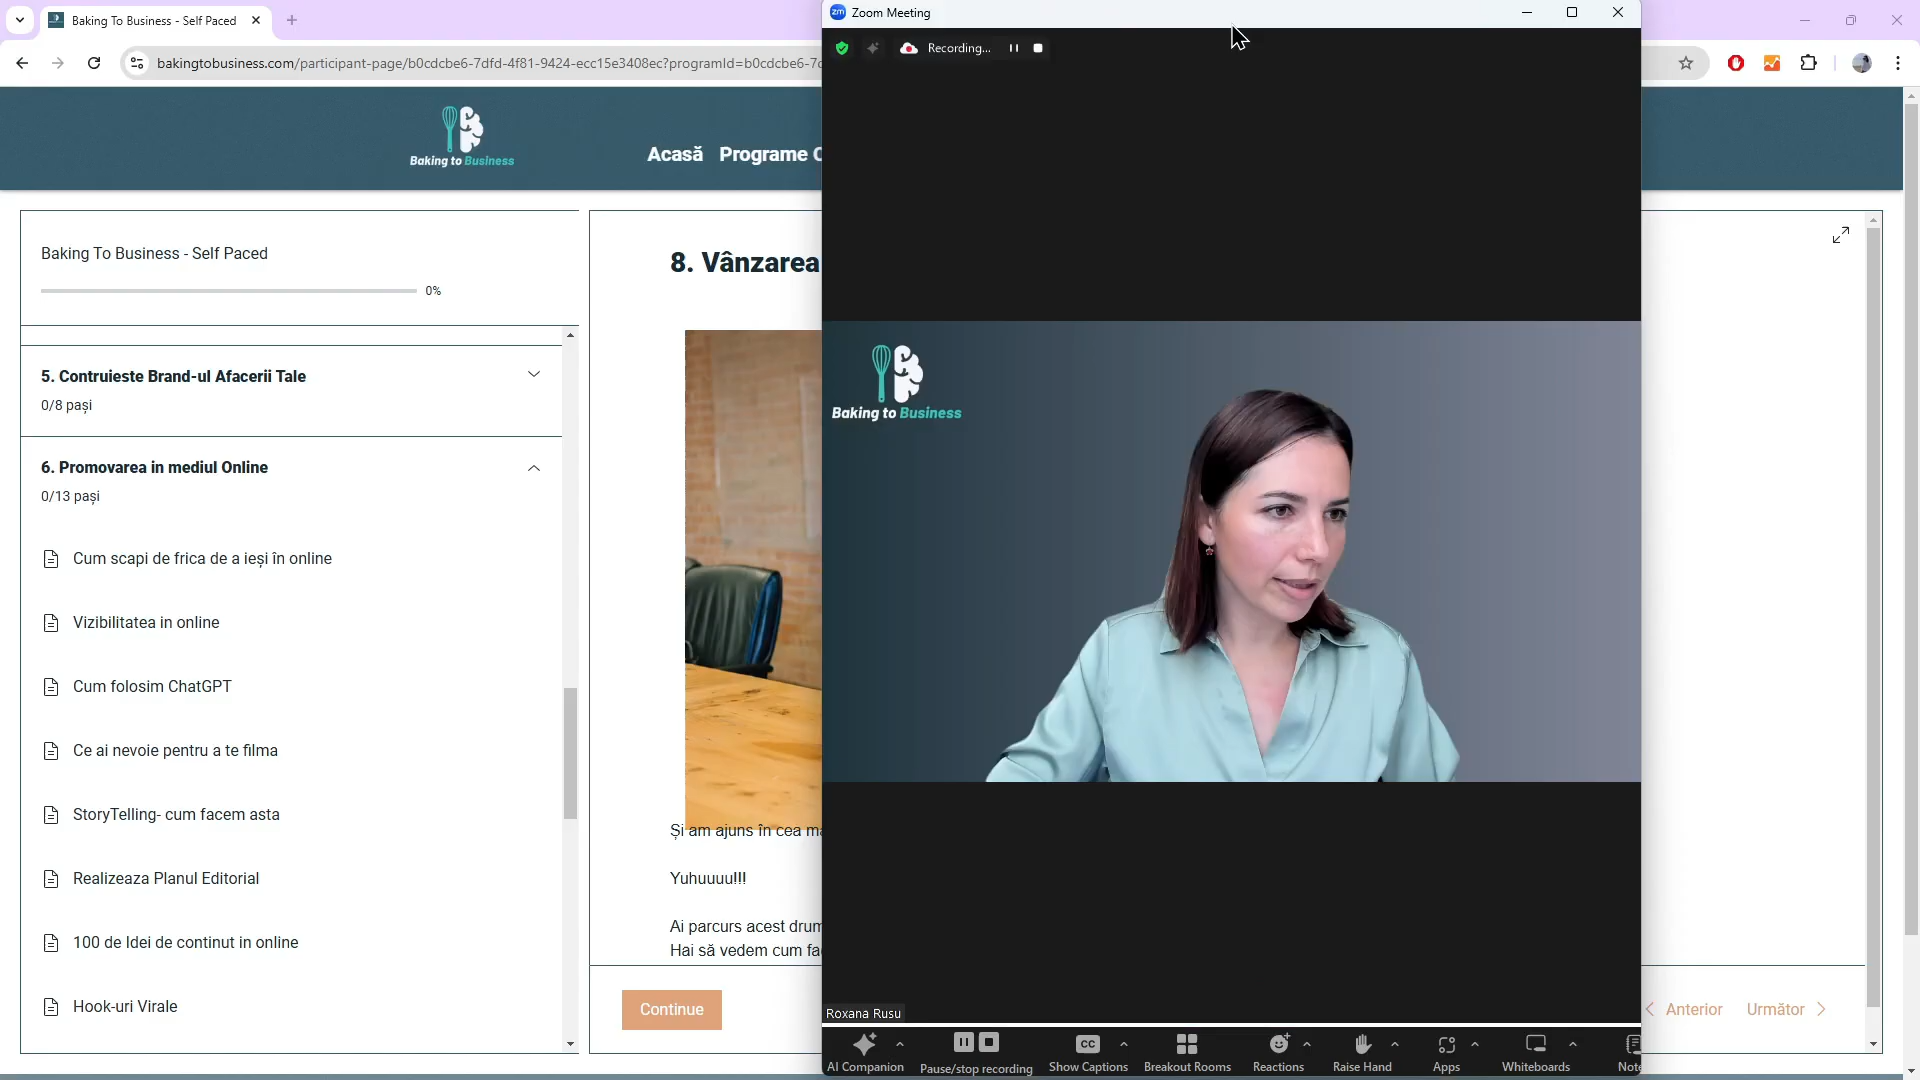 Baking To Business - Self Paced
Zoom Meeting
Recording...
bakingtobusiness.com/participant-page/b0cdcbe6-7dfd-4f81-9424-ecc15e3408ec?programId=b0cdcbe6-7d
Baking to Business
Acasă Programe
Baking To Business - Self Paced
0%
5. Contruieste Brand-ul Afacerii Tale
0/8 pași
6. Promovarea in mediul Online
0/13 pași
Cum scapi de frica de a ieși în online
Vizibilitatea in online
Cum folosim ChatGPT
Ce ai nevoie pentru a te filma
StoryTelling- cum facem asta
Realizeaza Planul Editorial
100 de Idei de continut in online
Hook-uri Virale
8. Vânzarea
Și am ajuns în cea
Yuhuuuu!!!
Ai parcurs acest drum
Hai să vedem cum
Continue
Baking to Business
Roxana Rusu
Anterior
Următor
AI Companion
Pause/stop recording
CC
Show Captions
Breakout Rooms
Reactions
Raise Hand
Apps
Whiteboards